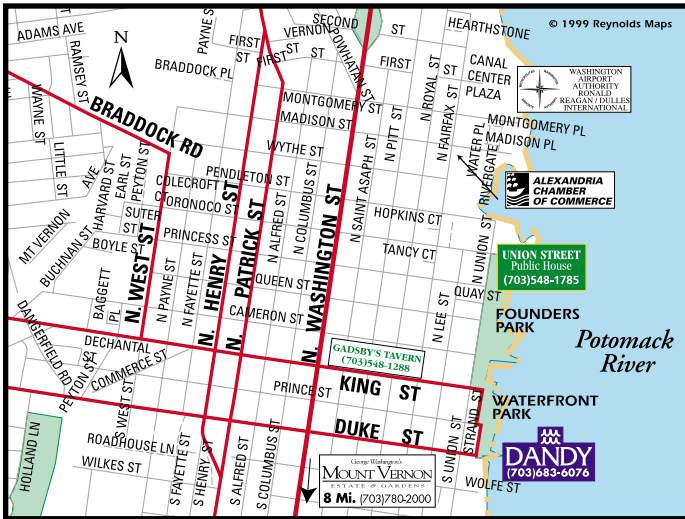 SECOND
ST
HEARTHSTONE
© 1999 Reynolds Maps
ADAMS AVE
PAYNE ST
VERNON
ST
FIRST
ST
FIRST
ST
POWHATAN ST
FIRST
ST
CANAL
CENTER
PLAZA
RAMSEY ST
BRADDOCK PL
N ROYAL ST
WASHINGTON
AIRPORT
AUTHORITY
RONALD
REAGAN / DULLES
INTERNATIONAL
WAYNE ST
BRADDOCK RD
MONTGOMERY ST
MADISON ST
N PITT ST
N FAIRFAX ST
MONTGOMERY PL
MADISON PL
WATER PL
RIVERGATE
LITTLE ST
WYTHE ST
PENDLETON ST
COLECROFT
CT
ORONOCO ST
AVE
MT VERNON
HARVARD ST
EARL ST
PEYTON ST
N SAINT ASAPH ST
ALEXANDRIA
CHAMBER
OF COMMERCE
SUTER
ST
HOPKINS CT
BUCHNAN ST
BOYLE ST
PRINCESS ST
N ALFRED ST
N COLUMBUS ST
TANCY CT
N UNION ST
UNION STREET
Public House
(703)548-1785
N. WEST ST
N. HENRY ST
N. PATRICK ST
N. WASHINGTON ST
BAGGETT
PL
N PAYNE ST
N FAYETTE ST
QUEEN ST
QUAY ST
CAMERON ST
N LEE ST
FOUNDERS
PARK
DANGERFIELD RD
DECHANTAL
GADSBY'S TAVERN
(703)548-1288
Potomack
River
COMMERCE ST
PEYTON ST
PRINCE ST
KING ST
S WEST ST
WATERFRONT
PARK
DUKE ST
S UNION ST
STRAND ST
HOLLAND LN
ROADHOUSE LN
WILKES ST
S FAYETTE ST
S HENRY ST
S ALFRED ST
S COLUMBUS ST
DANDY
(703)683-6076
George Washington's
MOUNT VERNON
ESTATE & GARDENS
8 Mi. (703)780-2000
WOLFE ST